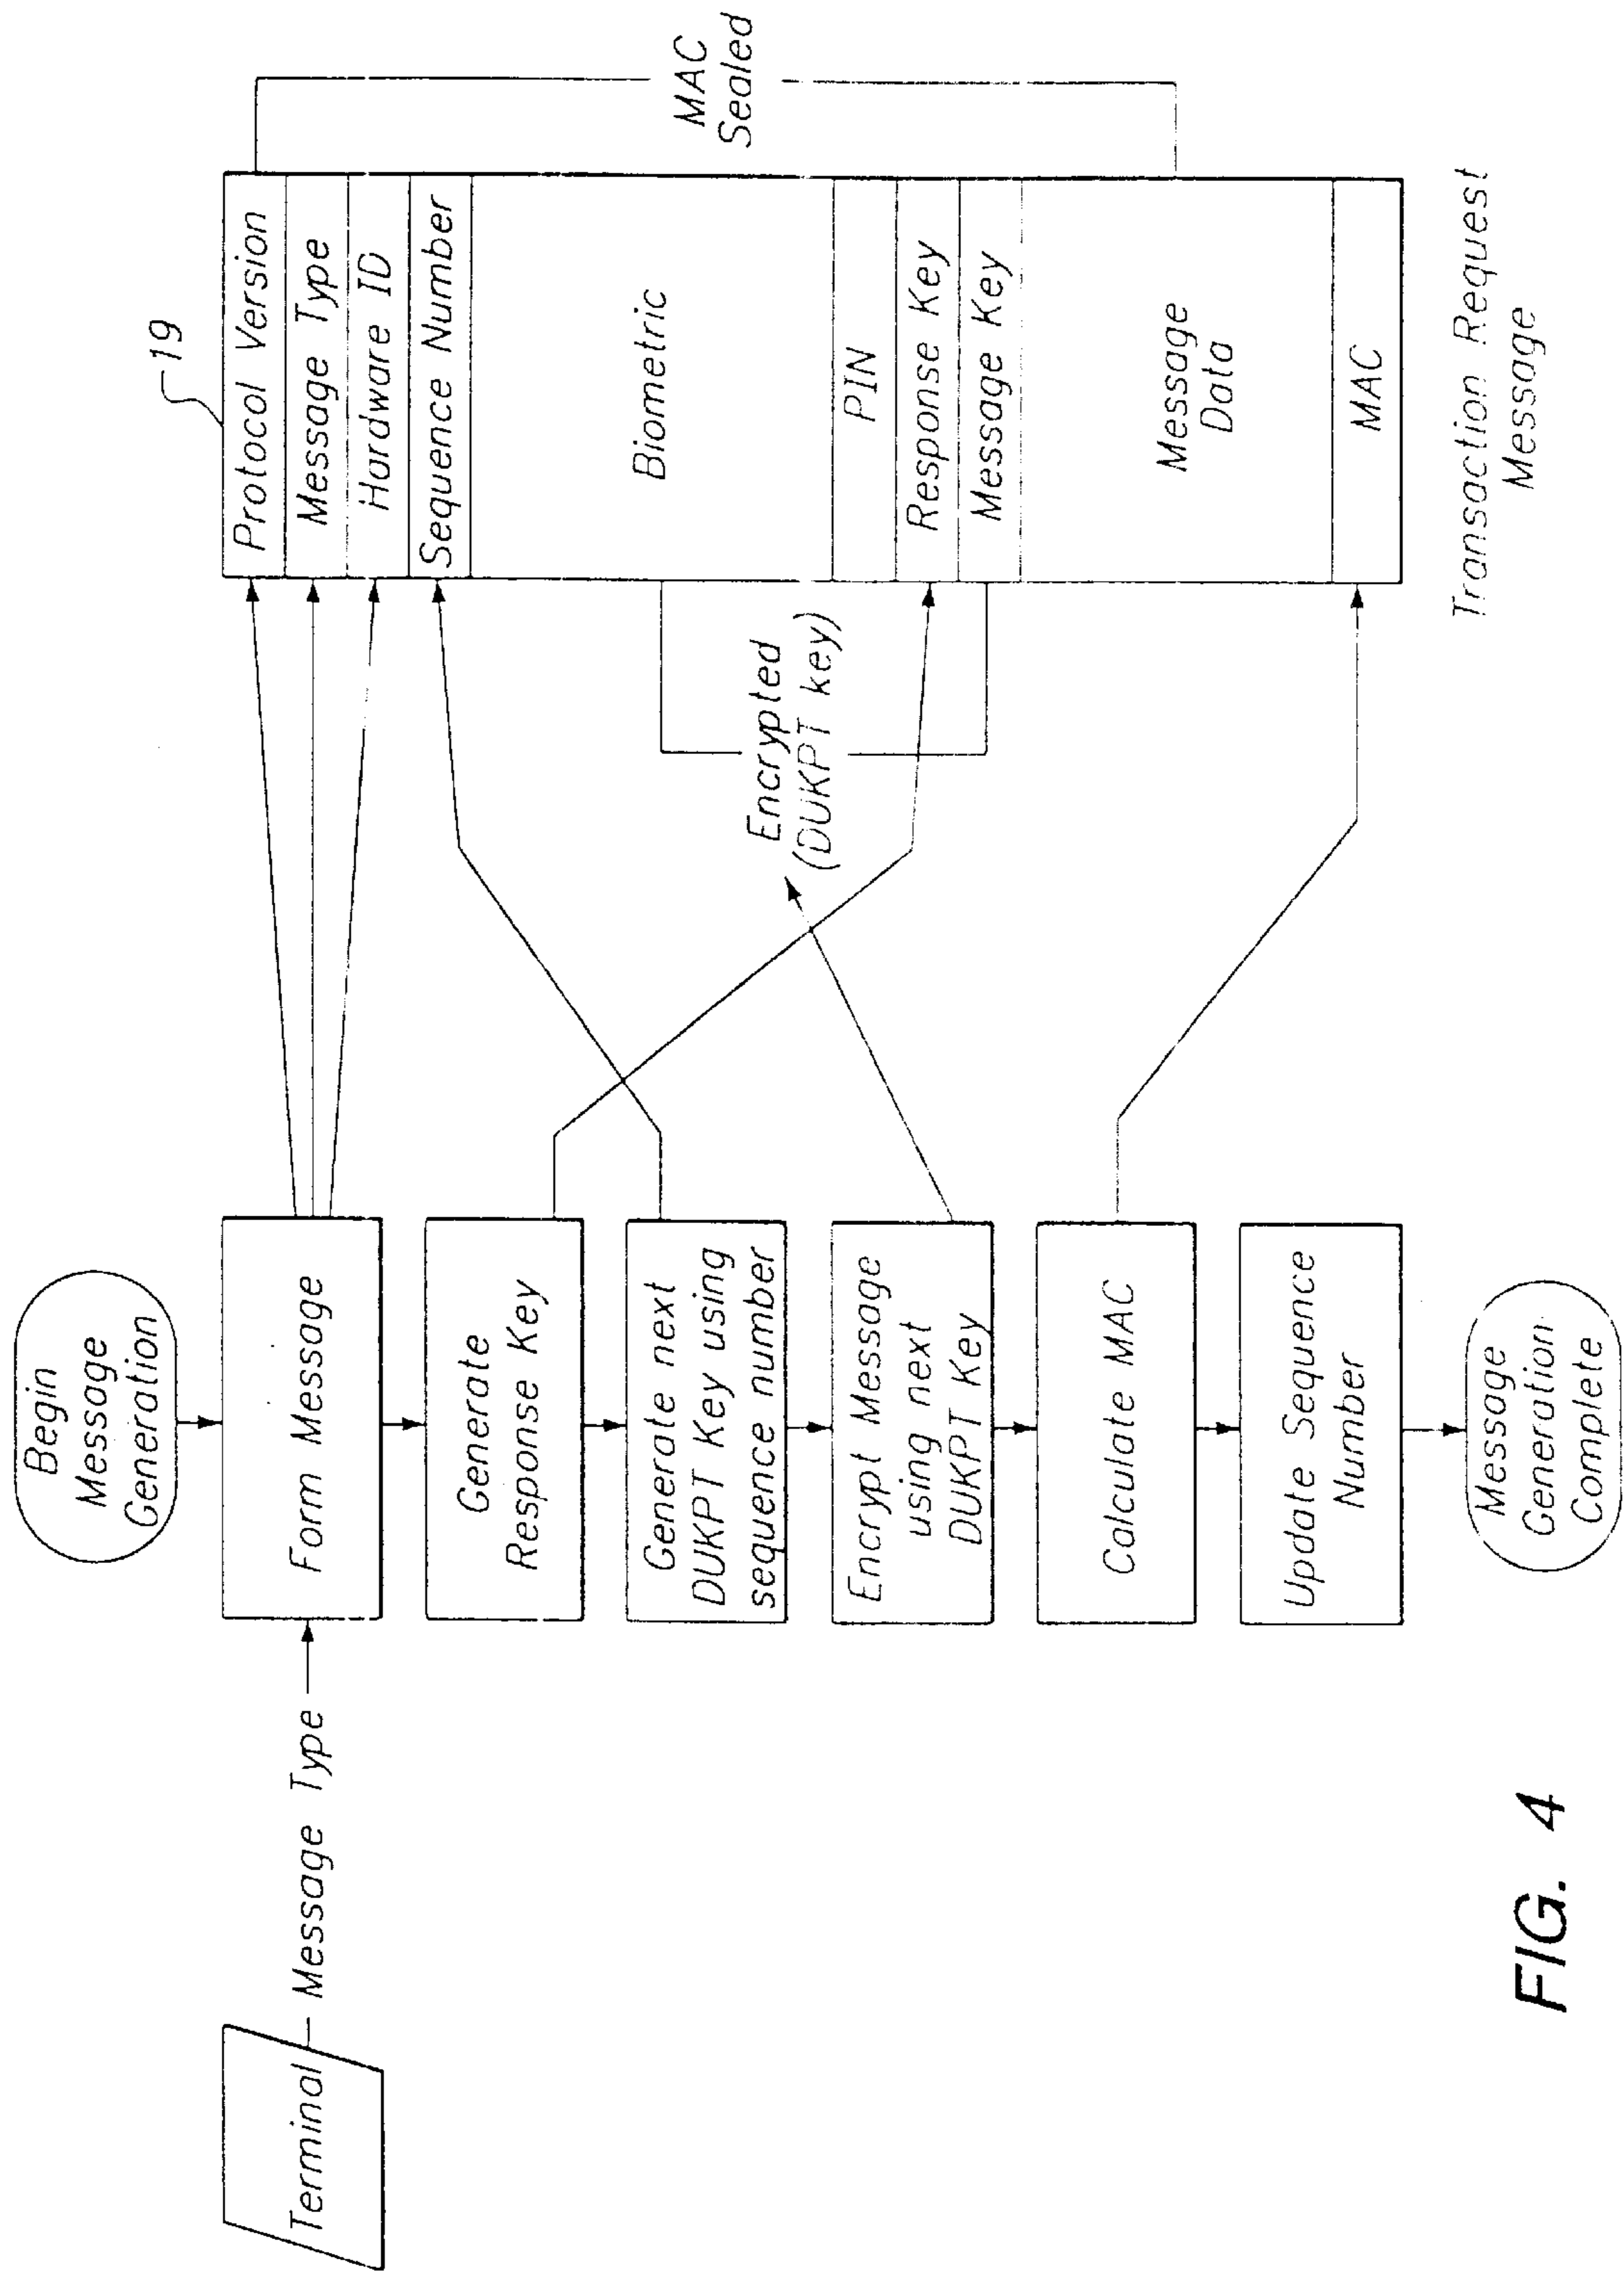 Begin
Message
Generation
Terminal
Message Type
Form Message
Generate
Response Key
Generate next
DUKPT Key using
sequence number
Encrypt Message
using next
DUKPT Key
Calculate MAC
Update Sequence
Number
Message
Generation
Complete
Encrypted
(DUKPT key)
19
Protocol Version
Message Type
Hardware ID
Sequence Number
Biometric
PIN
Response Key
Message Key
Message
Data
MAC
MAC
Sealed
Transaction Request
Message
FIG. 4